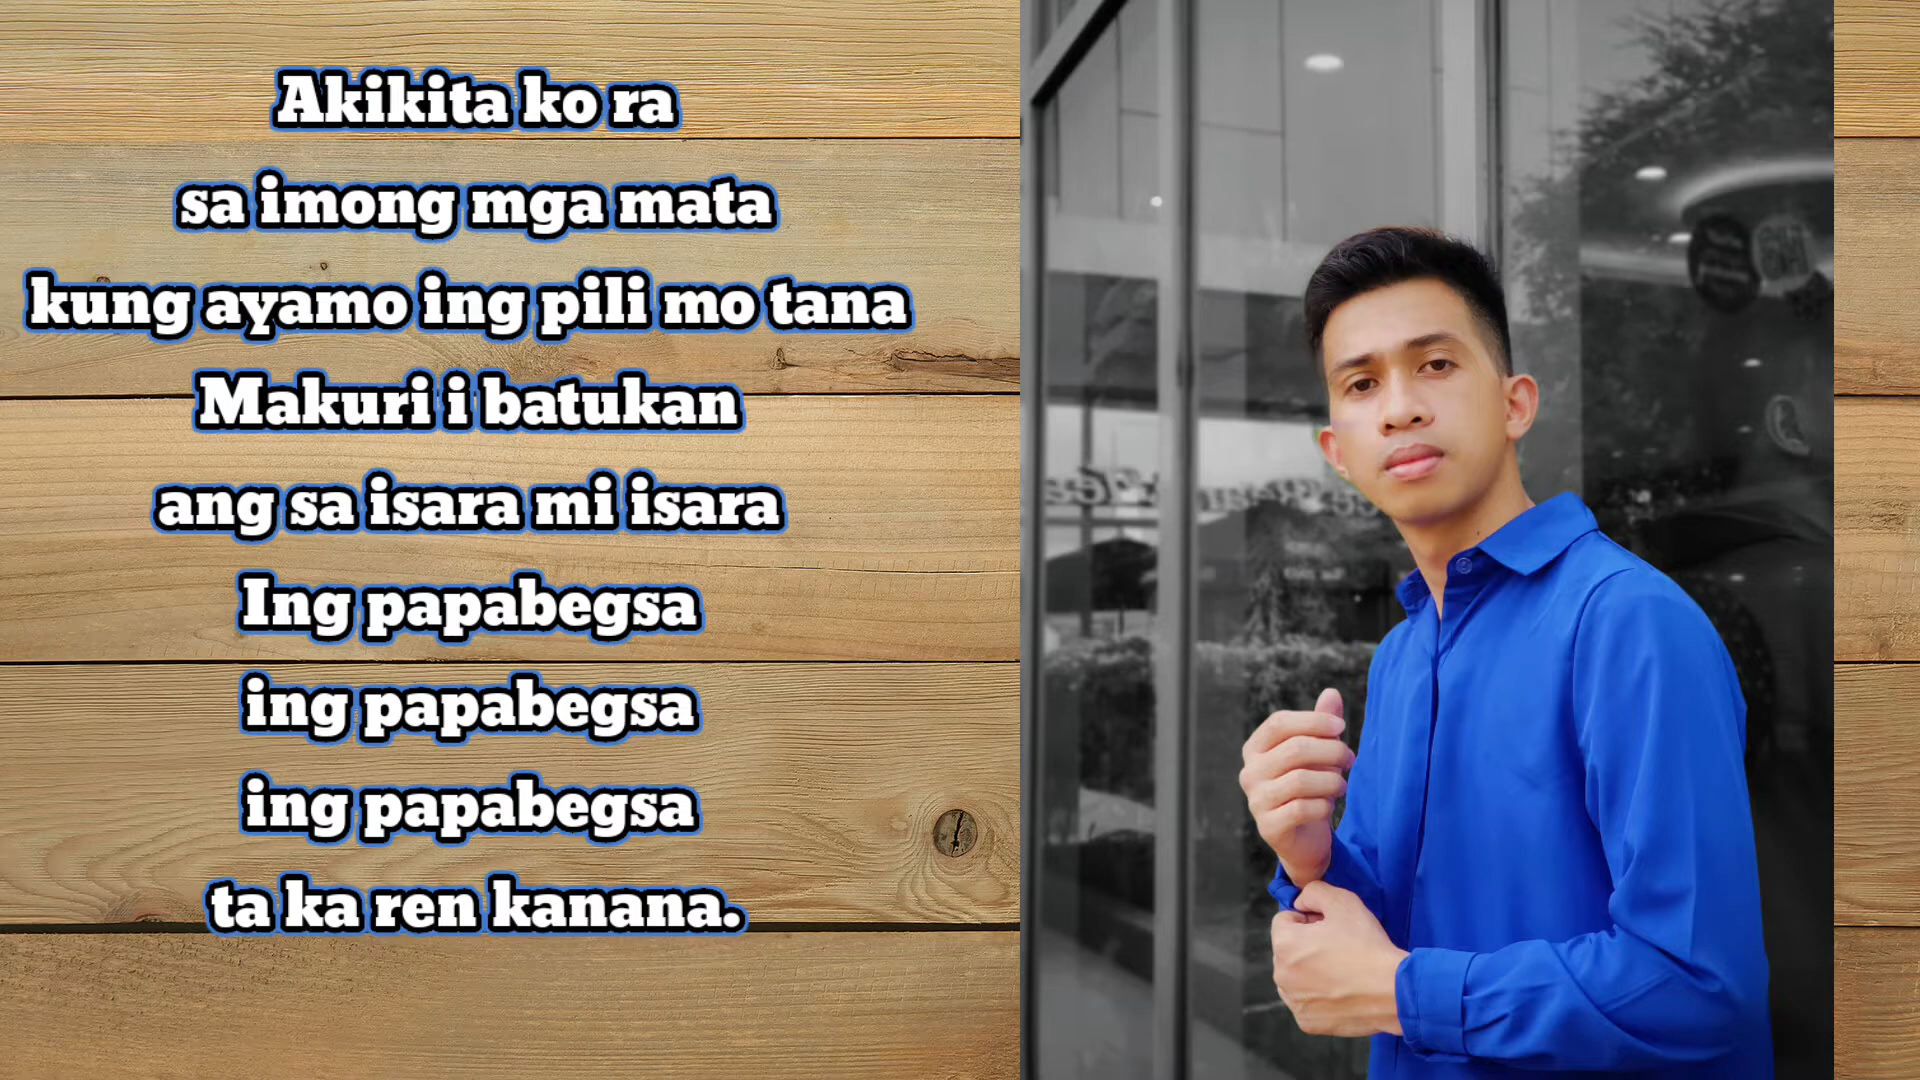 Akikita ko ra
sa imong mga mata
kung ayamo ing pili mo tana
Makuri i batukan
ang sa isara mi isara
Ing papabegsa
ing papabegsa
ing papabegsa
ta ka ren kanana.